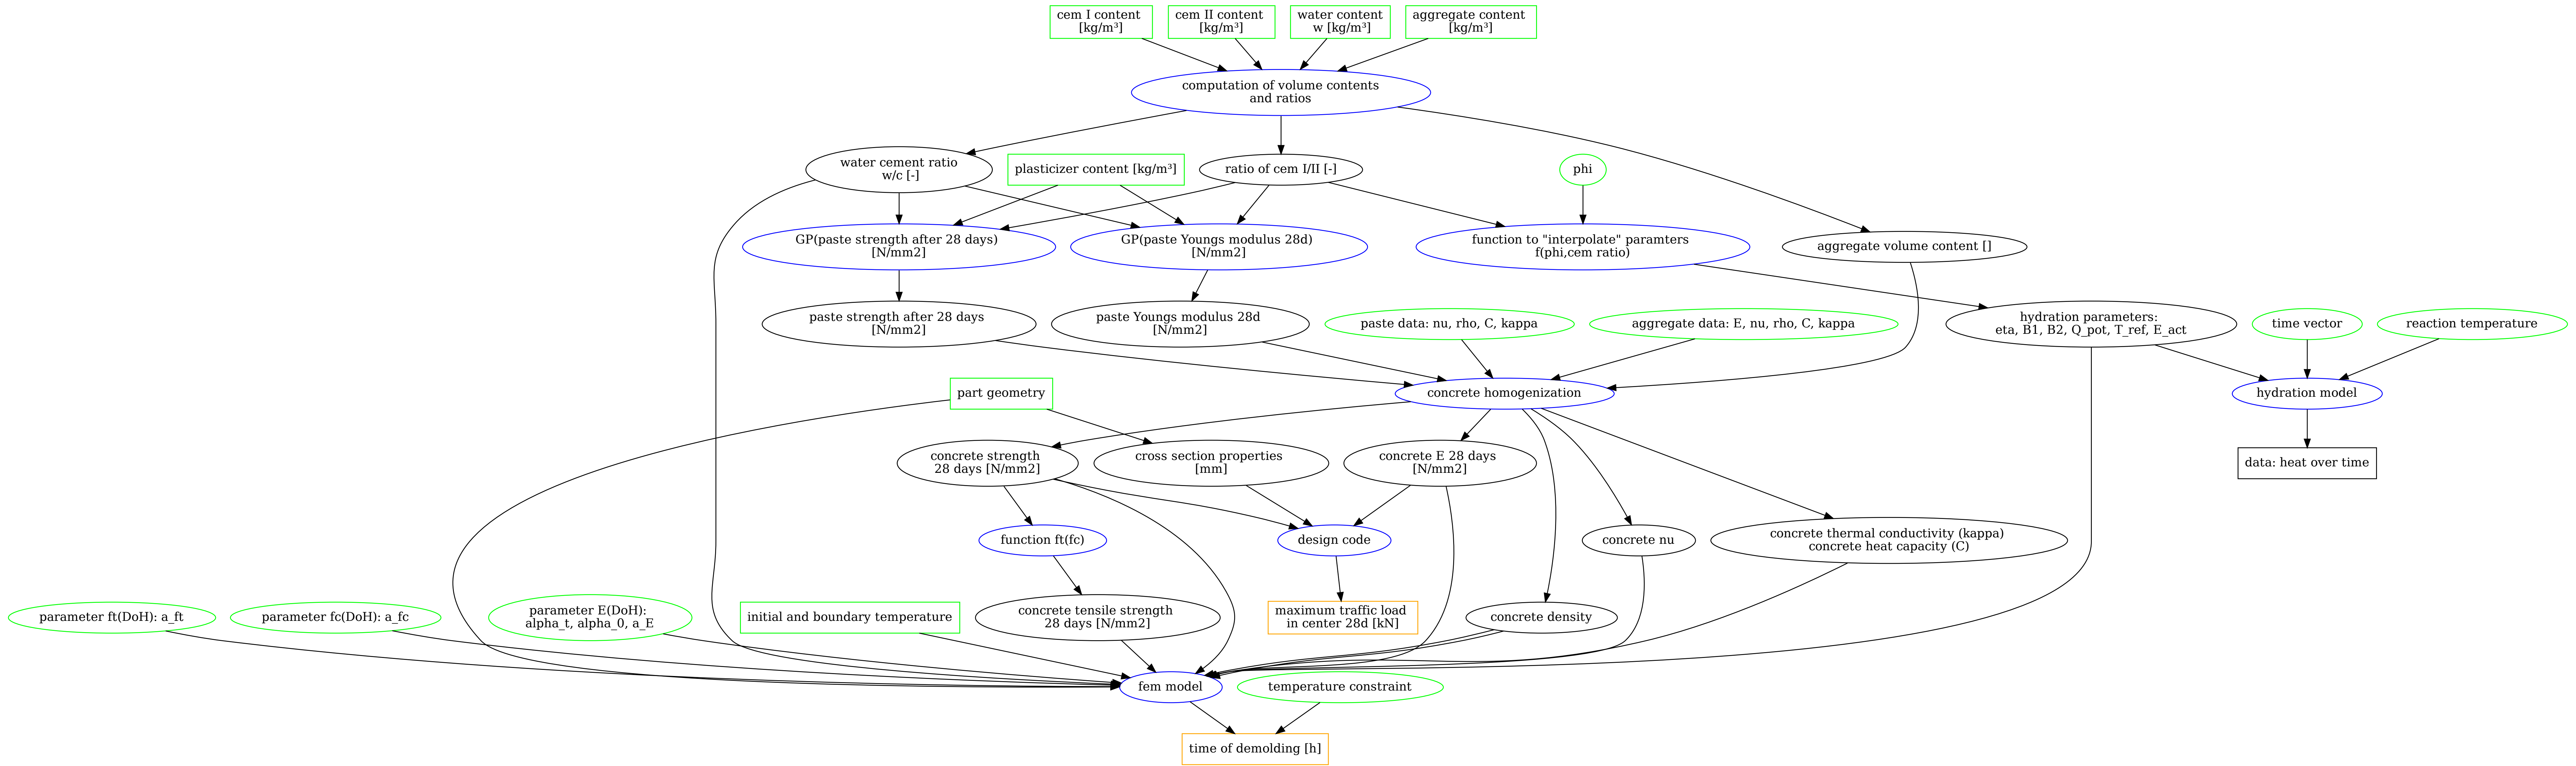 cem I content
[kg/m³]
cem II content
[kg/m³]
water content
w [kg/m³]
aggregate content
[kg/m³]
computation of volume contents
and ratios
water cement ratio
w/c [-]
plasticizer content [kg/m³]
ratio of cem I/II [-]
phi
GP(paste strength after 28 days)
[N/mm2]
GP(paste Youngs modulus 28d)
[N/mm2]
function to "interpolate" paramters
f(phi,cem ratio)
aggregate volume content []
paste strength after 28 days
[N/mm2]
paste Youngs modulus 28d
[N/mm2]
paste data: nu, rho, C, kappa
aggregate data: E, nu, rho, C, kappa
hydration parameters:
eta, B1, B2, Q_pot, T_ref, E_act
time vector
reaction temperature
part geometry
concrete homogenization
hydration model
concrete strength
28 days [N/mm2]
cross section properties
[mm]
concrete E 28 days
[N/mm2]
data: heat over time
function ft(fc)
design code
concrete nu
concrete thermal conductivity (kappa)
concrete heat capacity (C)
parameter ft(DoH): a_ft
parameter fc(DoH): a_fc
parameter E(DoH):
alpha_t, alpha_0, a_E
initial and boundary temperature
concrete tensile strength
28 days [N/mm2]
maximum traffic load
in center 28d [kN]
concrete density
fem model
temperature constraint
time of demolding [h]